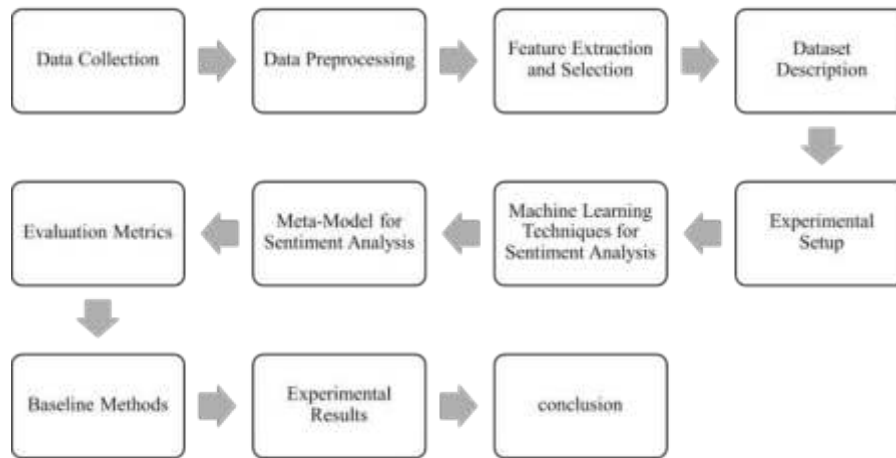 Data Collection
Data Preprocessing
Feature Extraction
and Selection
Dataset
Description
Experimental
Setup
Machine Learning
Techniques for
Sentiment Analysis
Meta-Model for
Sentiment Analysis
Evaluation Metrics
Baseline Methods
Experimental
Results
conclusion